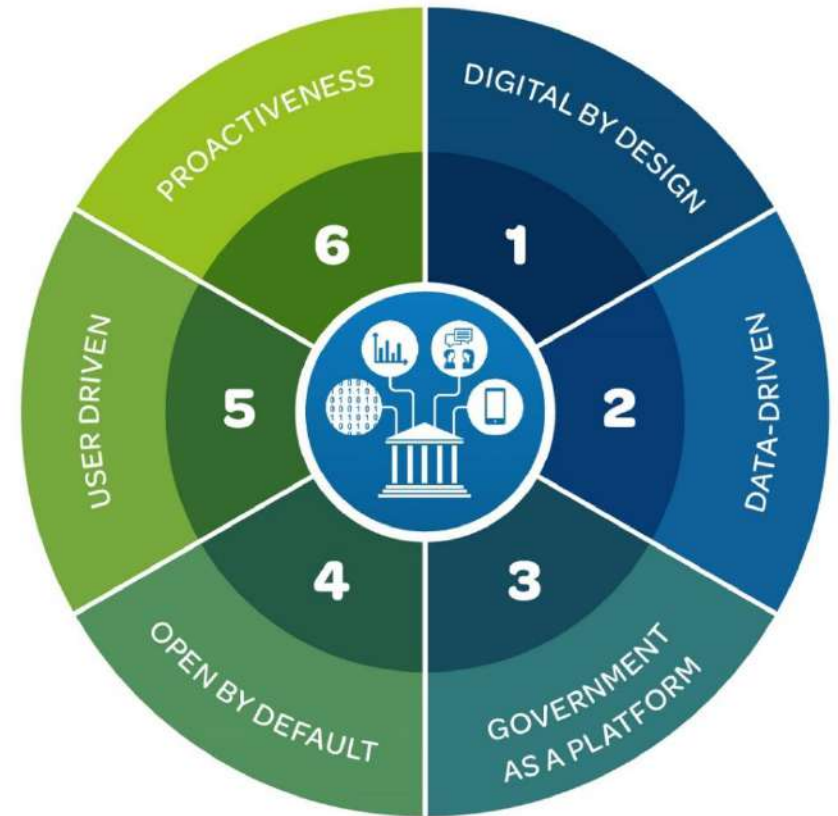 DIGITAL BY DESIGN
1
DATA-DRIVEN
2
GOVERNMENT
AS A PLATFORM
3
OPEN BY DEFAULT
4
USER DRIVEN
5
PROACTIVENESS
6